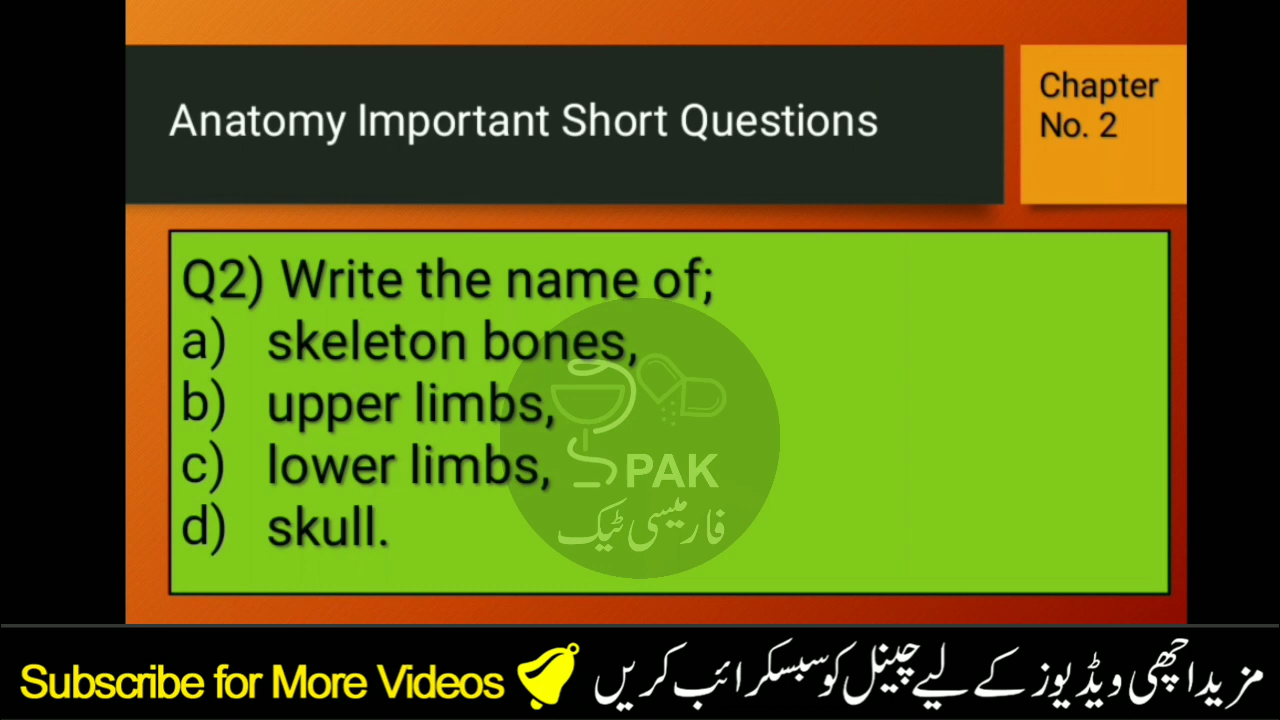 Anatomy Important Short Questions
Chapter
No. 2
Q2) Write the name of;
a) skeleton bones,
b) upper limbs,
c) lower limbs,
d) skull.
PAK
فارمیسی ٹیک
Subscribe for More Videos
مزید اچھی ویڈیوز کے لیے چینل کو سبسکرائب کریں